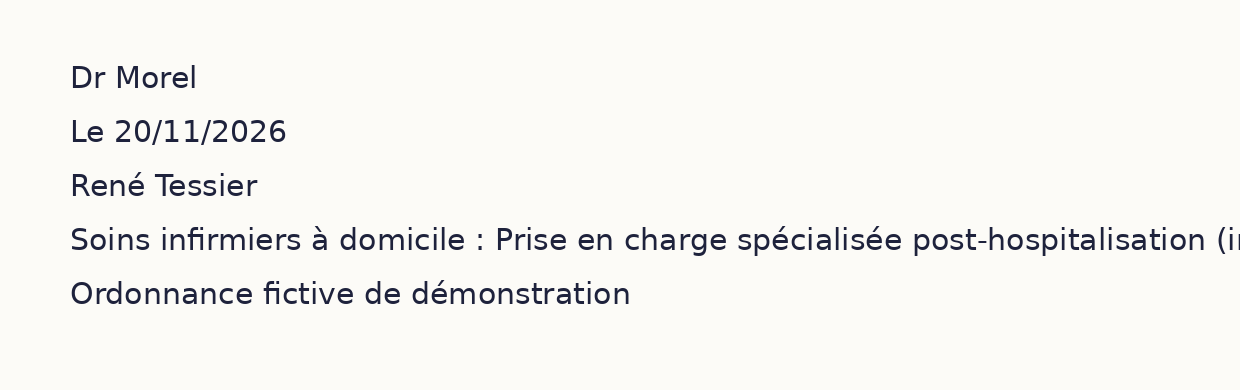 Dr Morel
Le 20/11/2026
René Tessier
Soins infirmiers à domicile : Prise en charge spécialisée post-hospitalisation
Ordonnance fictive de démonstration